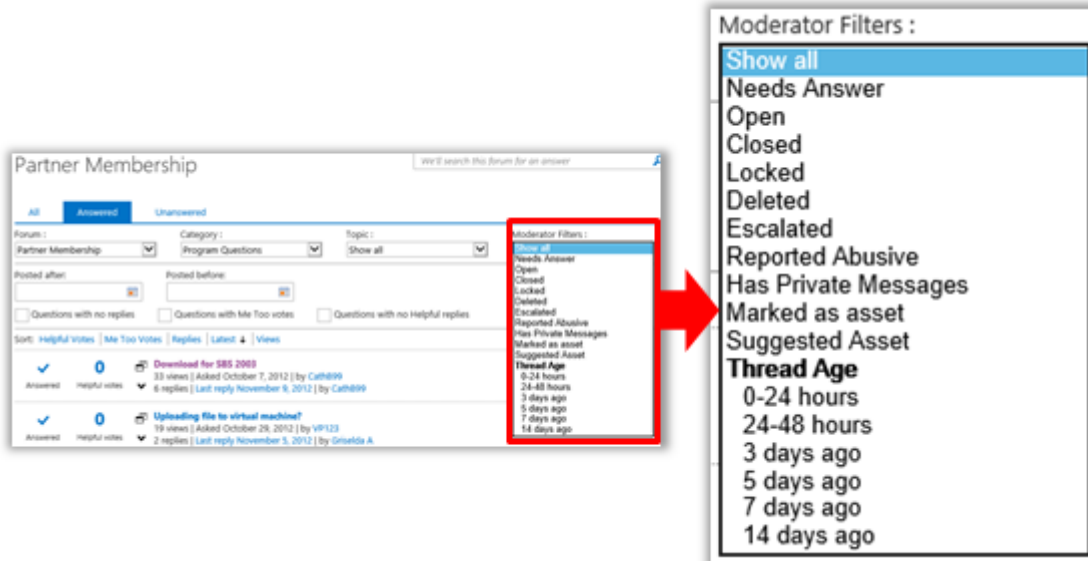 Partner Membership
We'll search this forum for an answer
All Answered Unanswered
Forum : Category : Topic : Moderator Filters :
Partner Membership Program Questions Show all
Show all
Needs Answer
Open
Closed
Locked
Deleted
Escalated
Reported Abusive
Has Private Messages
Marked as asset
Suggested Asset
Thread Age
0-24 hours
24-48 hours
3 days ago
5 days ago
7 days ago
14 days ago
Posted after: Posted before:
Questions with no replies Questions with Me Too votes Questions with no Helpful replies
Sort: Helpful Votes | Me Too Votes | Replies | Latest ↓ | Views
0 Download for SBS 2003
33 views | Asked October 7, 2012 | by Cath899
Answered Helpful votes 6 replies | Last reply November 9, 2012 | by Cath899
0 Uploading file to virtual machine?
19 views | Asked October 29, 2012 | by VP123
Answered Helpful votes 2 replies | Last reply November 5, 2012 | by Griselda A
Moderator Filters :
Show all
Needs Answer
Open
Closed
Locked
Deleted
Escalated
Reported Abusive
Has Private Messages
Marked as asset
Suggested Asset
Thread Age
0-24 hours
24-48 hours
3 days ago
5 days ago
7 days ago
14 days ago